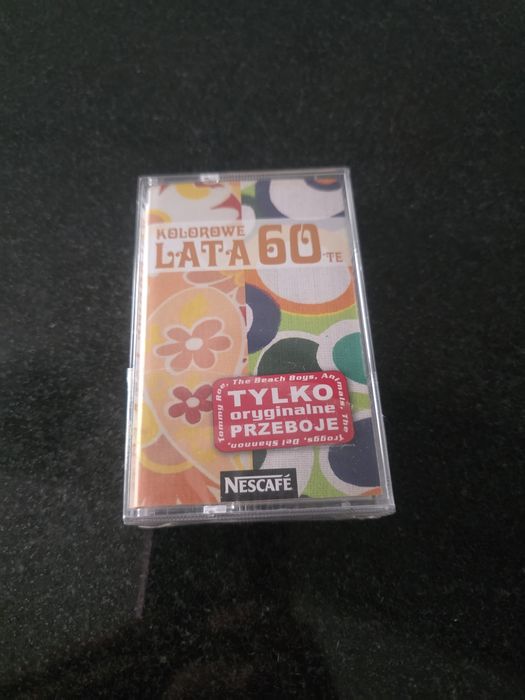 KOLOROWE
LATA 60-TE
Tommy Roe, The Beach Boys, Animals, The Troggs, Del Shannon,
TYLKO
oryginalne
PRZEBOJE
NESCAFÉ